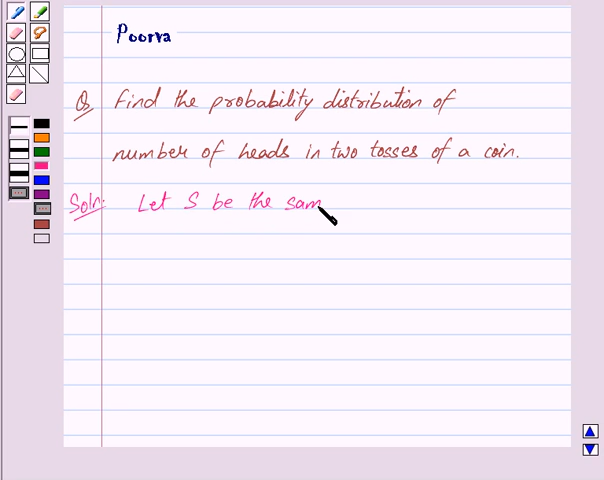 Poorva
Q Find the probability distribution of
number of heads in two tosses of a coin.
Soln: Let S be the sam